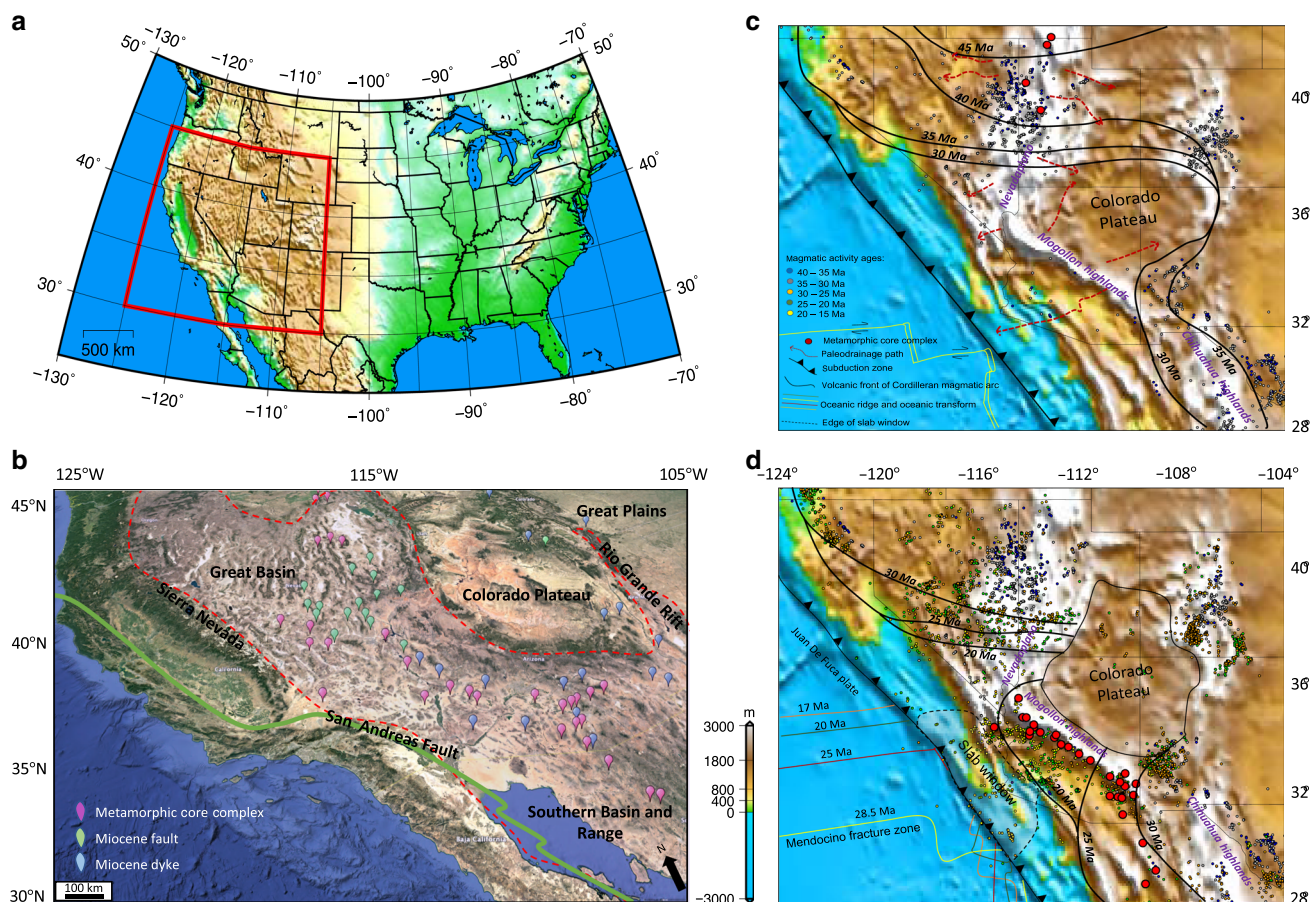 a
−130°
−120°
−110°
−100°
−90°
−80°
−70°
50°
50°
40°
40°
30°
30°
500 km
−130°
−120°
−110°
−100°
−90°
−80°
−70°
b
125°W
115°W
105°W
45°N
40°N
35°N
30°N
Great Plains
Rio Grande Rift
Great Basin
Colorado Plateau
Sierra Nevada
California
Arizona
San Andreas Fault
Southern Basin and
Range
Baja California
Metamorphic core complex
Miocene fault
Miocene dyke
100 km
N
m
3000
1800
800
400
0
−3000
c
45 Ma
40 Ma
35 Ma
30 Ma
Nevadaplano
Colorado
Plateau
Mogollon highlands
Chihuahua highlands
30 Ma
35 Ma
40°
36°
32°
28°
Magmatic activity ages:
40 – 35 Ma
35 – 30 Ma
30 – 25 Ma
25 – 20 Ma
20 – 15 Ma
Metamorphic core complex
Paleodrainage path
Subduction zone
Volcanic front of Cordilleran magmatic arc
Oceanic ridge and oceanic transform
Edge of slab window
d
−124°
−120°
−116°
−112°
−108°
−104°
40°
36°
32°
28°
30 Ma
25 Ma
20 Ma
Nevadaplano
Colorado
Plateau
Mogollon highlands
Juan De Fuca plate
17 Ma
20 Ma
25 Ma
28.5 Ma
Mendocino fracture zone
Slab window
20 Ma
25 Ma
30 Ma
Chihuahua highlands